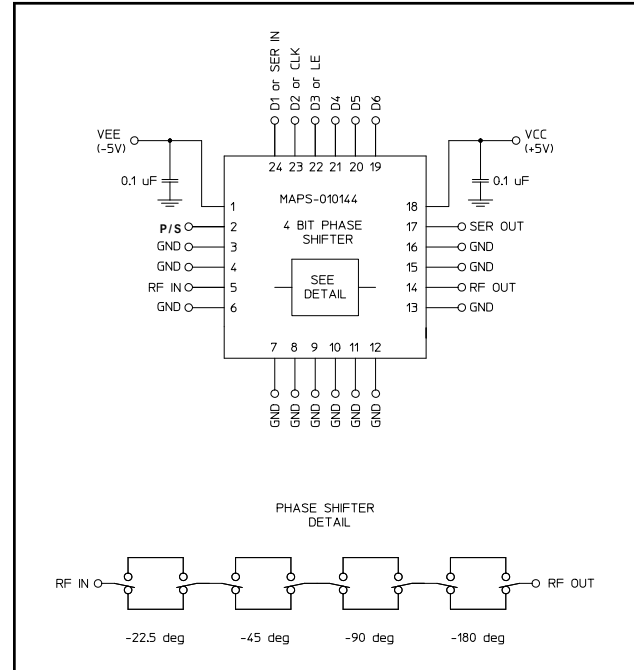 D1 or SER IN
D2 or CLK
D3 or LE
D4
D5
D6
VEE
(-5V)
VCC
(+5V)
24 23 22 21 20 19
0.1 uF
0.1 uF
MAPS-010144
1
18
P/S
2
4 BIT PHASE
SHIFTER
17
SER OUT
GND
3
16
GND
GND
4
SEE
DETAIL
15
GND
RF IN
5
14
RF OUT
GND
6
13
GND
7 8 9 10 11 12
GND
GND
GND
GND
GND
GND
PHASE SHIFTER
DETAIL
RF IN
RF OUT
-22.5 deg
-45 deg
-90 deg
-180 deg